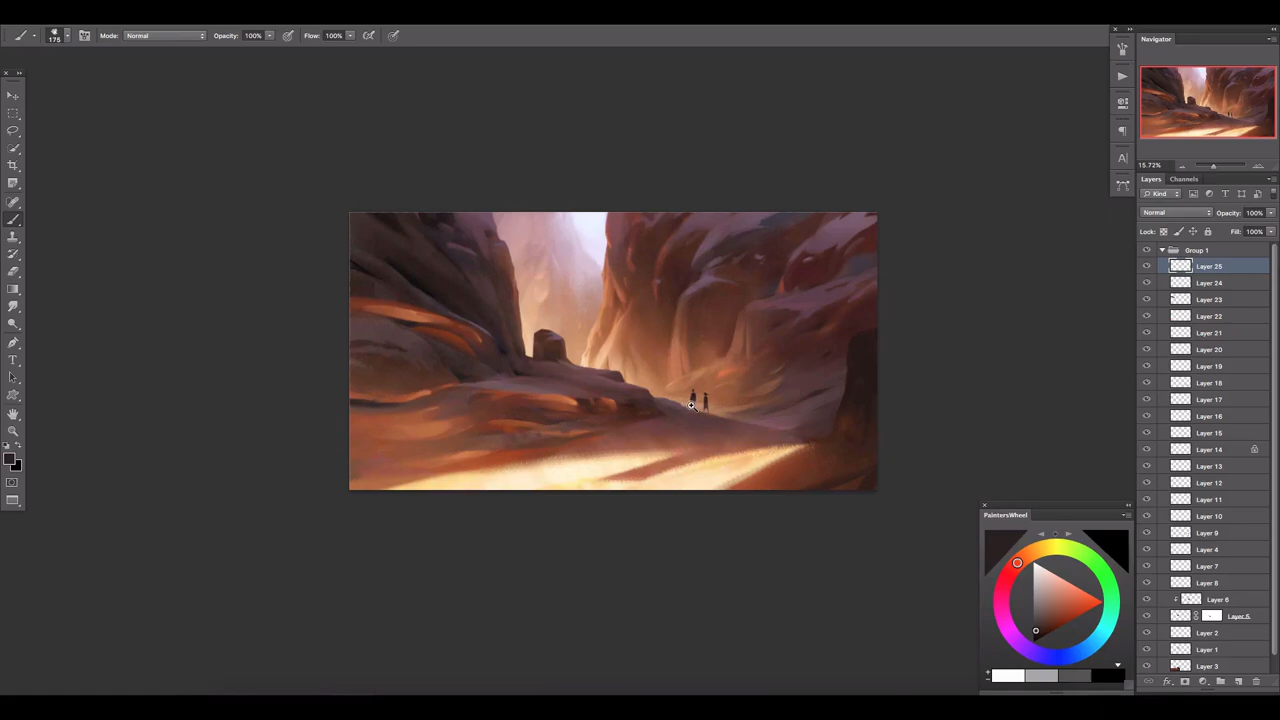 175
Mode: Normal
Opacity: 100%
Flow: 100%
Navigator
15.72%
Layers Channels
Kind
Normal Opacity: 100%
Lock: Fill: 100%
Group 1
Layer 25
Layer 24
Layer 23
Layer 22
Layer 21
Layer 20
Layer 19
Layer 18
Layer 17
Layer 16
Layer 15
Layer 14
Layer 13
Layer 12
Layer 11
Layer 10
Layer 9
Layer 4
Layer 7
Layer 8
Layer 6
Layer 5
Layer 2
Layer 1
Layer 3
fx
PaintersWheel